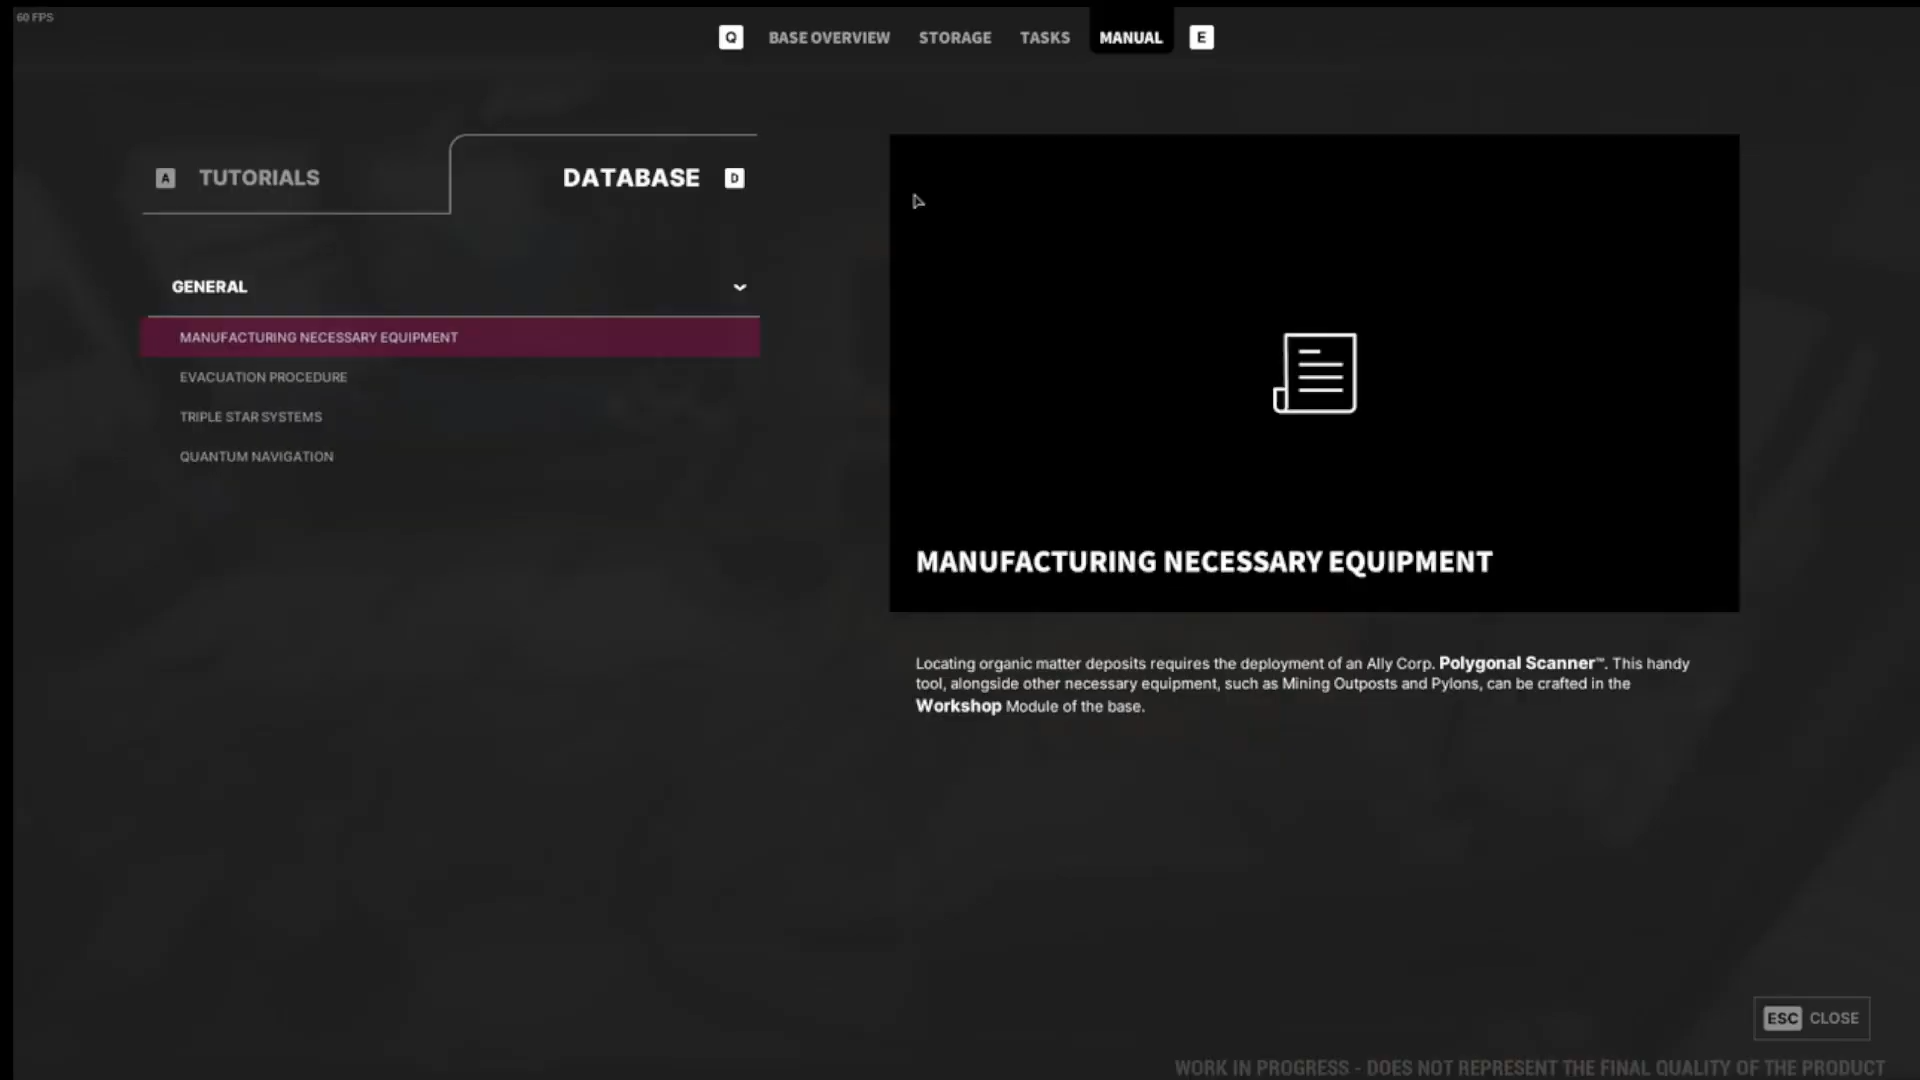 60 FPS
Q BASE OVERVIEW STORAGE TASKS MANUAL E
A TUTORIALS
DATABASE D
GENERAL
MANUFACTURING NECESSARY EQUIPMENT
EVACUATION PROCEDURE
TRIPLE STAR SYSTEMS
QUANTUM NAVIGATION
MANUFACTURING NECESSARY EQUIPMENT
Locating organic matter deposits requires the deployment of an Ally Corp. Polygonal Scanner™. This handy
tool, alongside other necessary equipment, such as Mining Outposts and Pylons, can be crafted in the
Workshop Module of the base.
ESC CLOSE
WORK IN PROGRESS - DOES NOT REPRESENT THE FINAL QUALITY OF THE PRODUCT